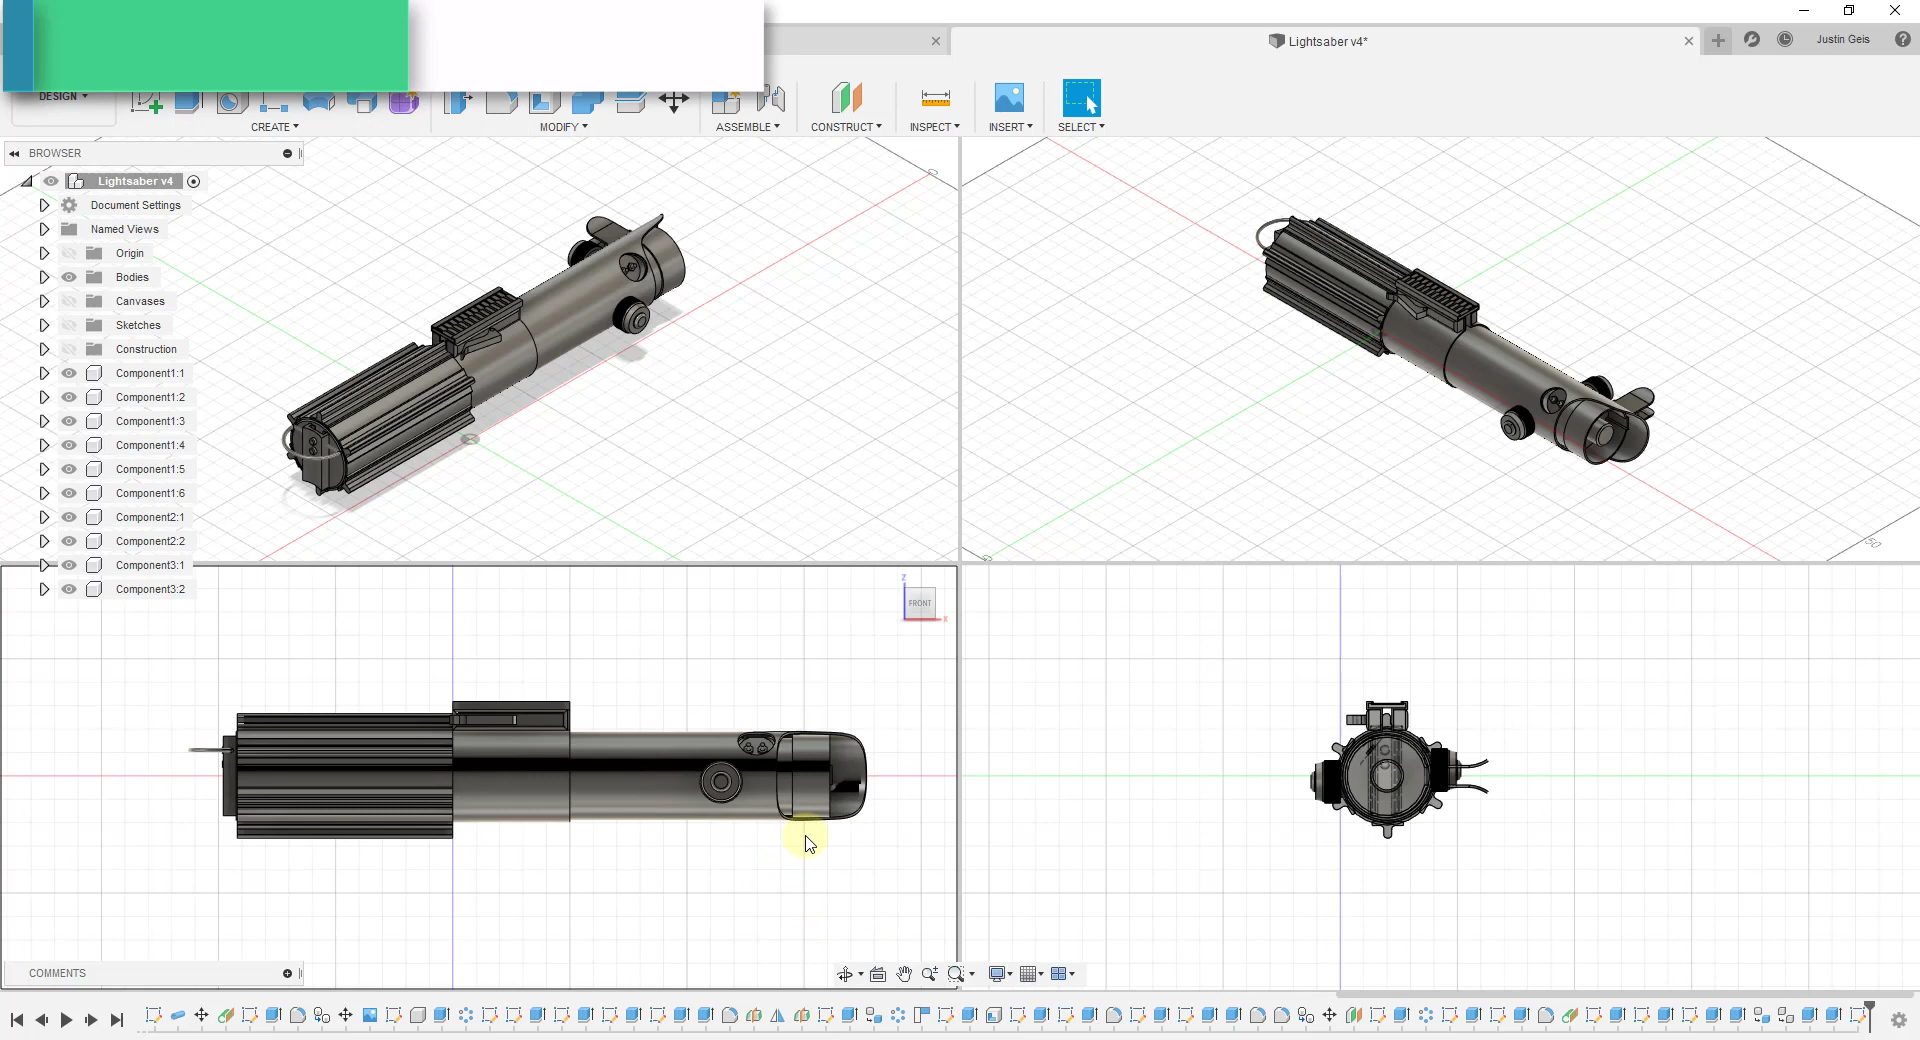 Lightsaber v4*
Justin Geis
DESIGN
CREATE
MODIFY
ASSEMBLE
CONSTRUCT
INSPECT
INSERT
SELECT
BROWSER
Lightsaber v4
Document Settings
Named Views
Origin
Bodies
Canvases
Sketches
Construction
Component1:1
Component1:2
Component1:3
Component1:4
Component1:5
Component1:6
Component2:1
Component2:2
Component3:1
Component3:2
50
Z
FRONT
X
COMMENTS